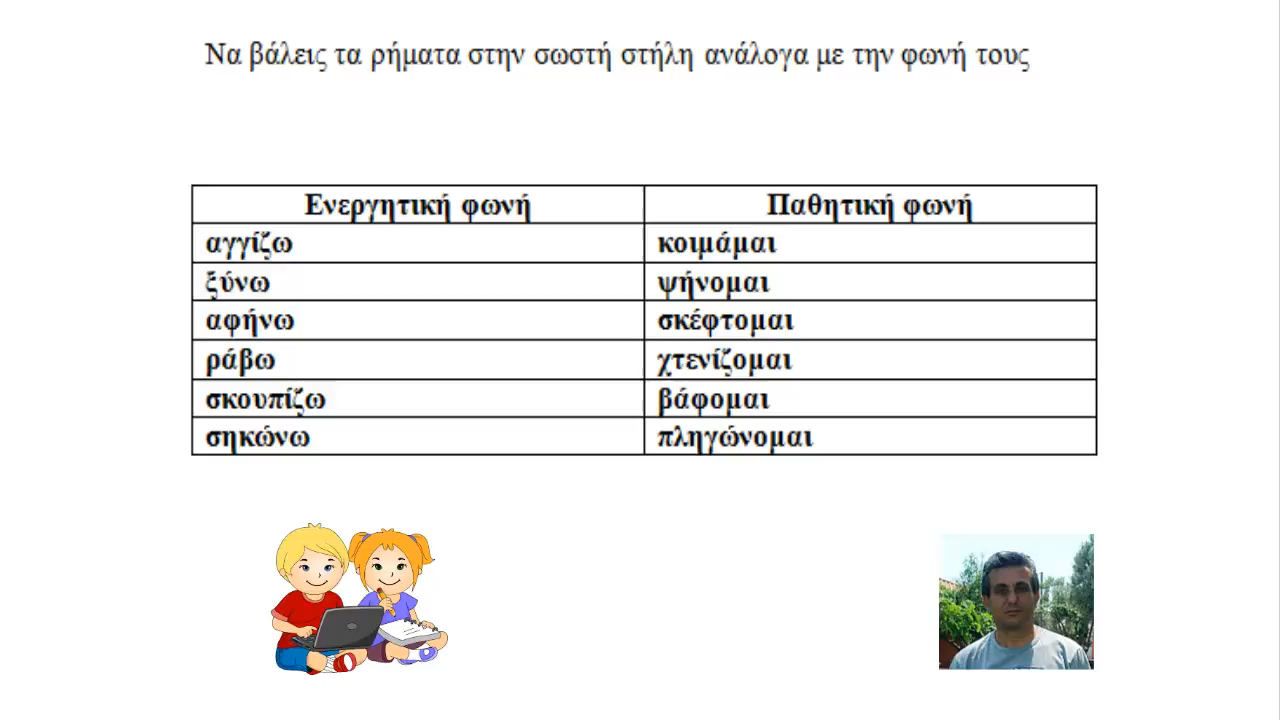 Να βάλεις τα ρήματα στην σωστή στήλη ανάλογα με την φωνή τους
Ενεργητική φωνή Παθητική φωνή
αγγίζω κοιμάμαι
ξύνω ψήνομαι
αφήνω σκέφτομαι
ράβω χτενίζομαι
σκουπίζω βάφομαι
σηκώνω πληγώνομαι